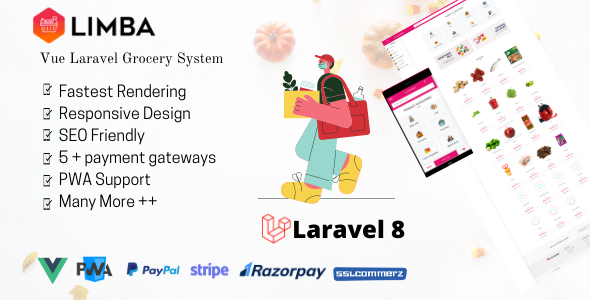 LIMBA
Vue Laravel Grocery System
Fastest Rendering
Responsive Design
SEO Friendly
5 + payment gateways
PWA Support
Many More ++
Laravel 8
PWA
PayPal
stripe
Razorpay
SSLCOMMERZ